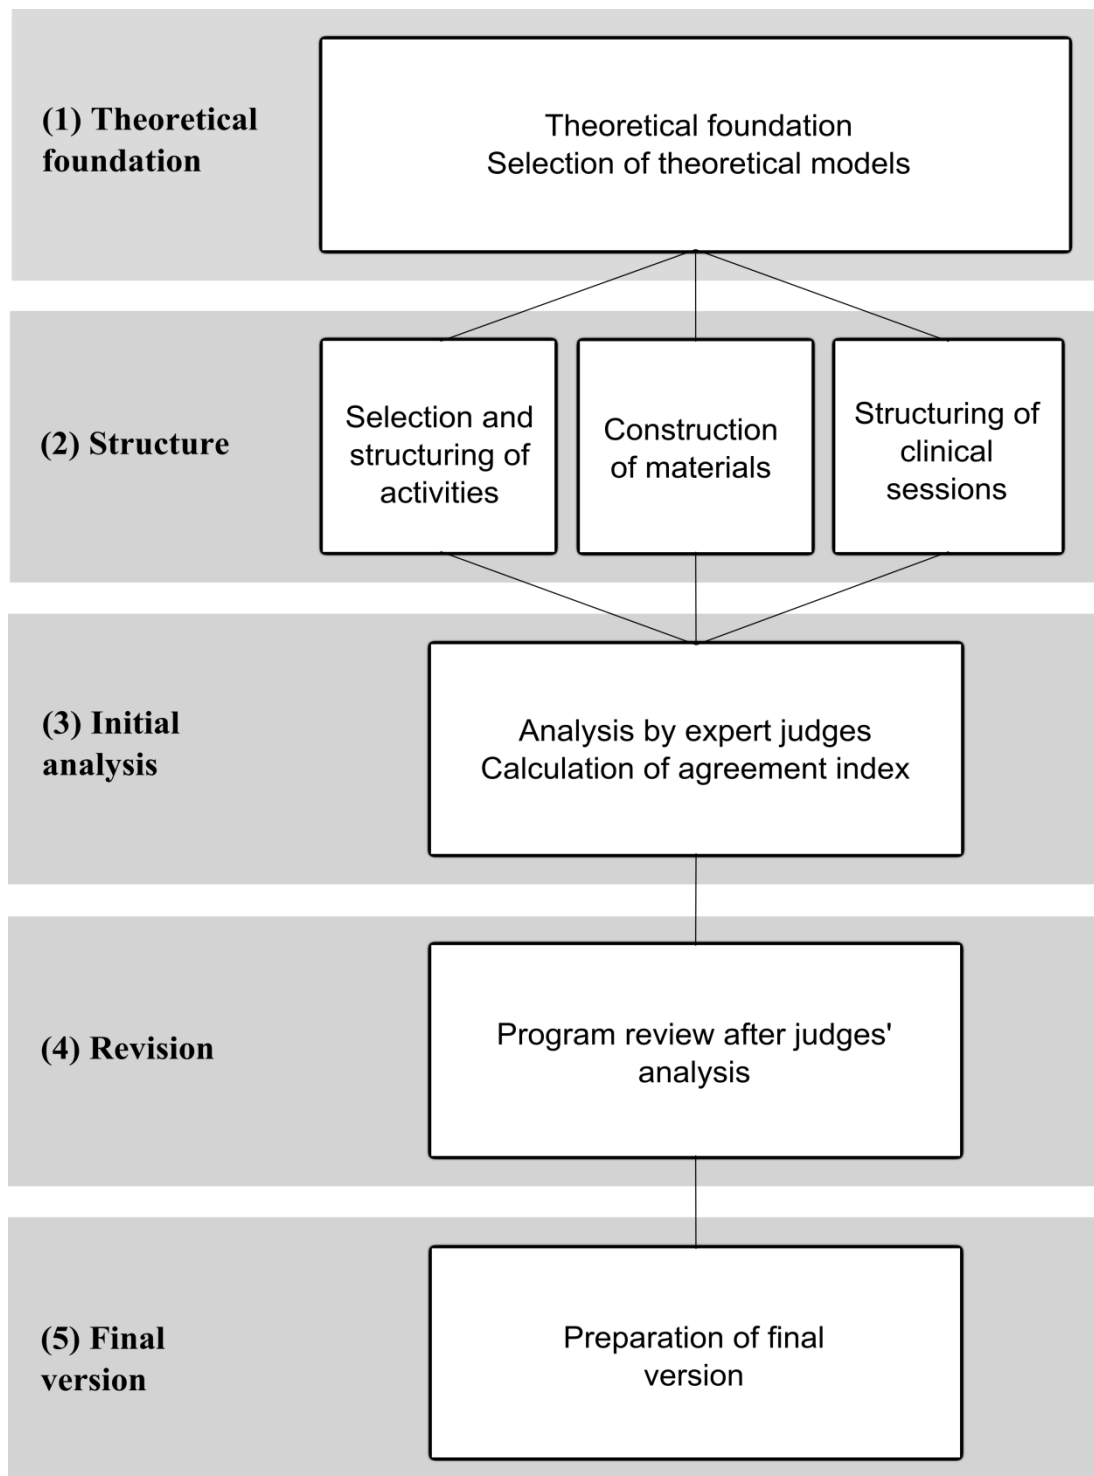 (1) Theoretical
foundation
Theoretical foundation
Selection of theoretical models
(2) Structure
Selection and
structuring of
activities
Construction
of materials
Structuring of
clinical
sessions
(3) Initial
analysis
Analysis by expert judges
Calculation of agreement index
(4) Revision
Program review after judges'
analysis
(5) Final
version
Preparation of final
version